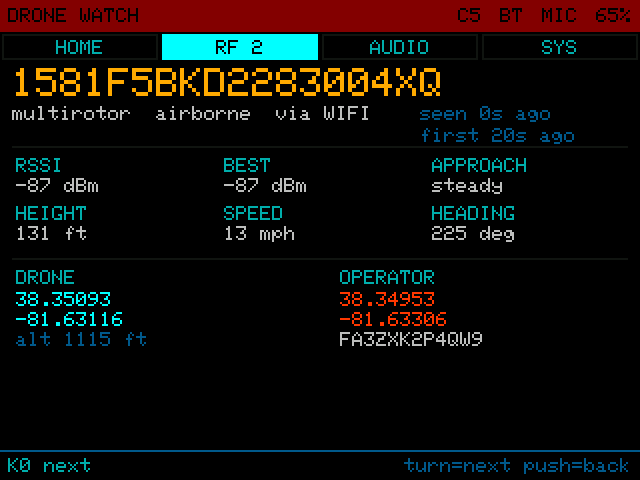 DRONE WATCH C5 BT MIC 65%
HOME RF 2 AUDIO SYS
1581F5BKD2283004XQ
multirotor airborne via WIFI seen 0s ago
first 20s ago
RSSI BEST APPROACH
-87 dBm -87 dBm steady
HEIGHT SPEED HEADING
131 ft 13 mph 225 deg
DRONE OPERATOR
38.35093 38.34953
-81.63116 -81.63306
alt 1115 ft FA3ZXK2P4QW9
K0 next turn=next push=back